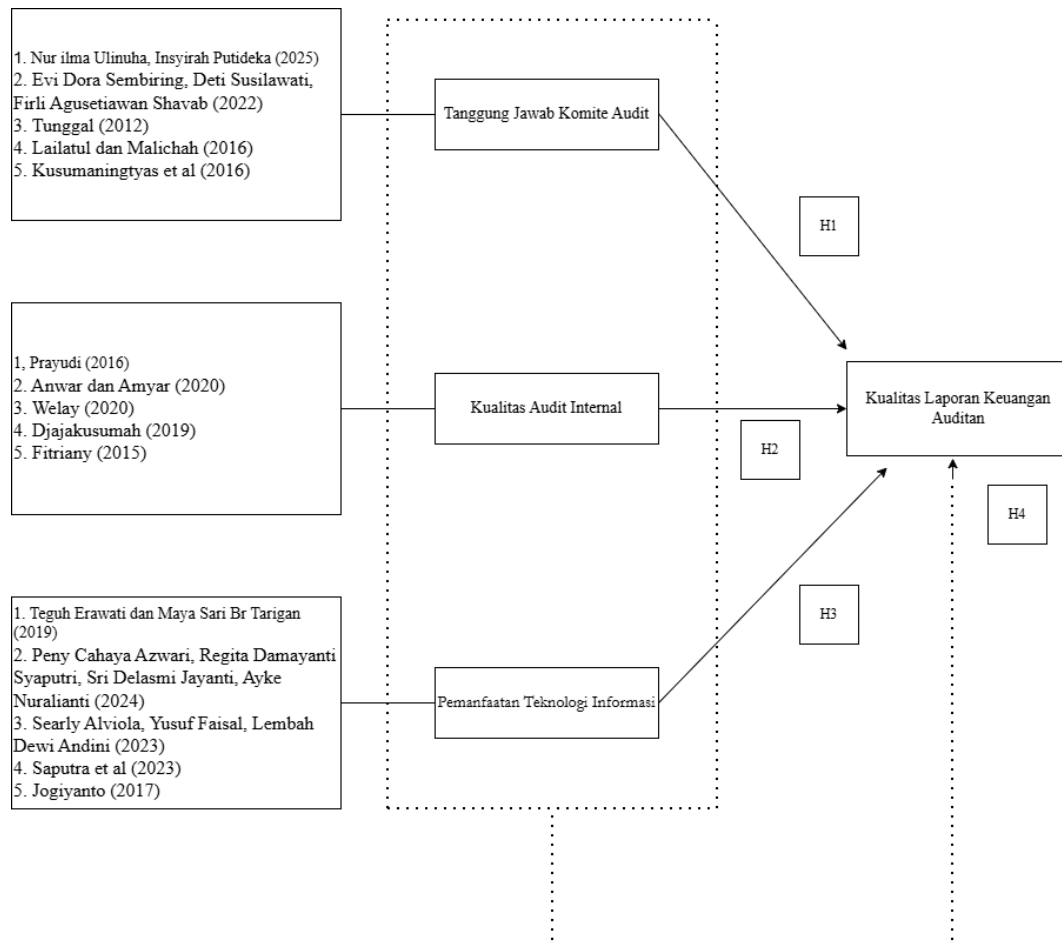 1. Nur ilma Ulinuha, Insyirah Putideka (2025)
2. Evi Dora Sembiring, Deti Susilawati,
Firli Agusetiawan Shavab (2022)
3. Tunggal (2012)
4. Lailatul dan Malichah (2016)
5. Kusumaningtyas et al (2016)
Tanggung Jawab Komite Audit
H1
1, Prayudi (2016)
2. Anwar dan Amyar (2020)
3. Welay (2020)
4. Djajakusumah (2019)
5. Fitriany (2015)
Kualitas Audit Internal
H2
Kualitas Laporan Keuangan
Auditan
H4
1. Teguh Erawati dan Maya Sari Br Tarigan
(2019)
2. Peny Cahaya Azwari, Regita Damayanti
Syaputri, Sri Delasmi Jayanti, Ayke
Nuralianti (2024)
3. Searly Alviola, Yusuf Faisal, Lembah
Dewi Andini (2023)
4. Saputra et al (2023)
5. Jogiyanto (2017)
Pemanfaatan Teknologi Informasi
H3